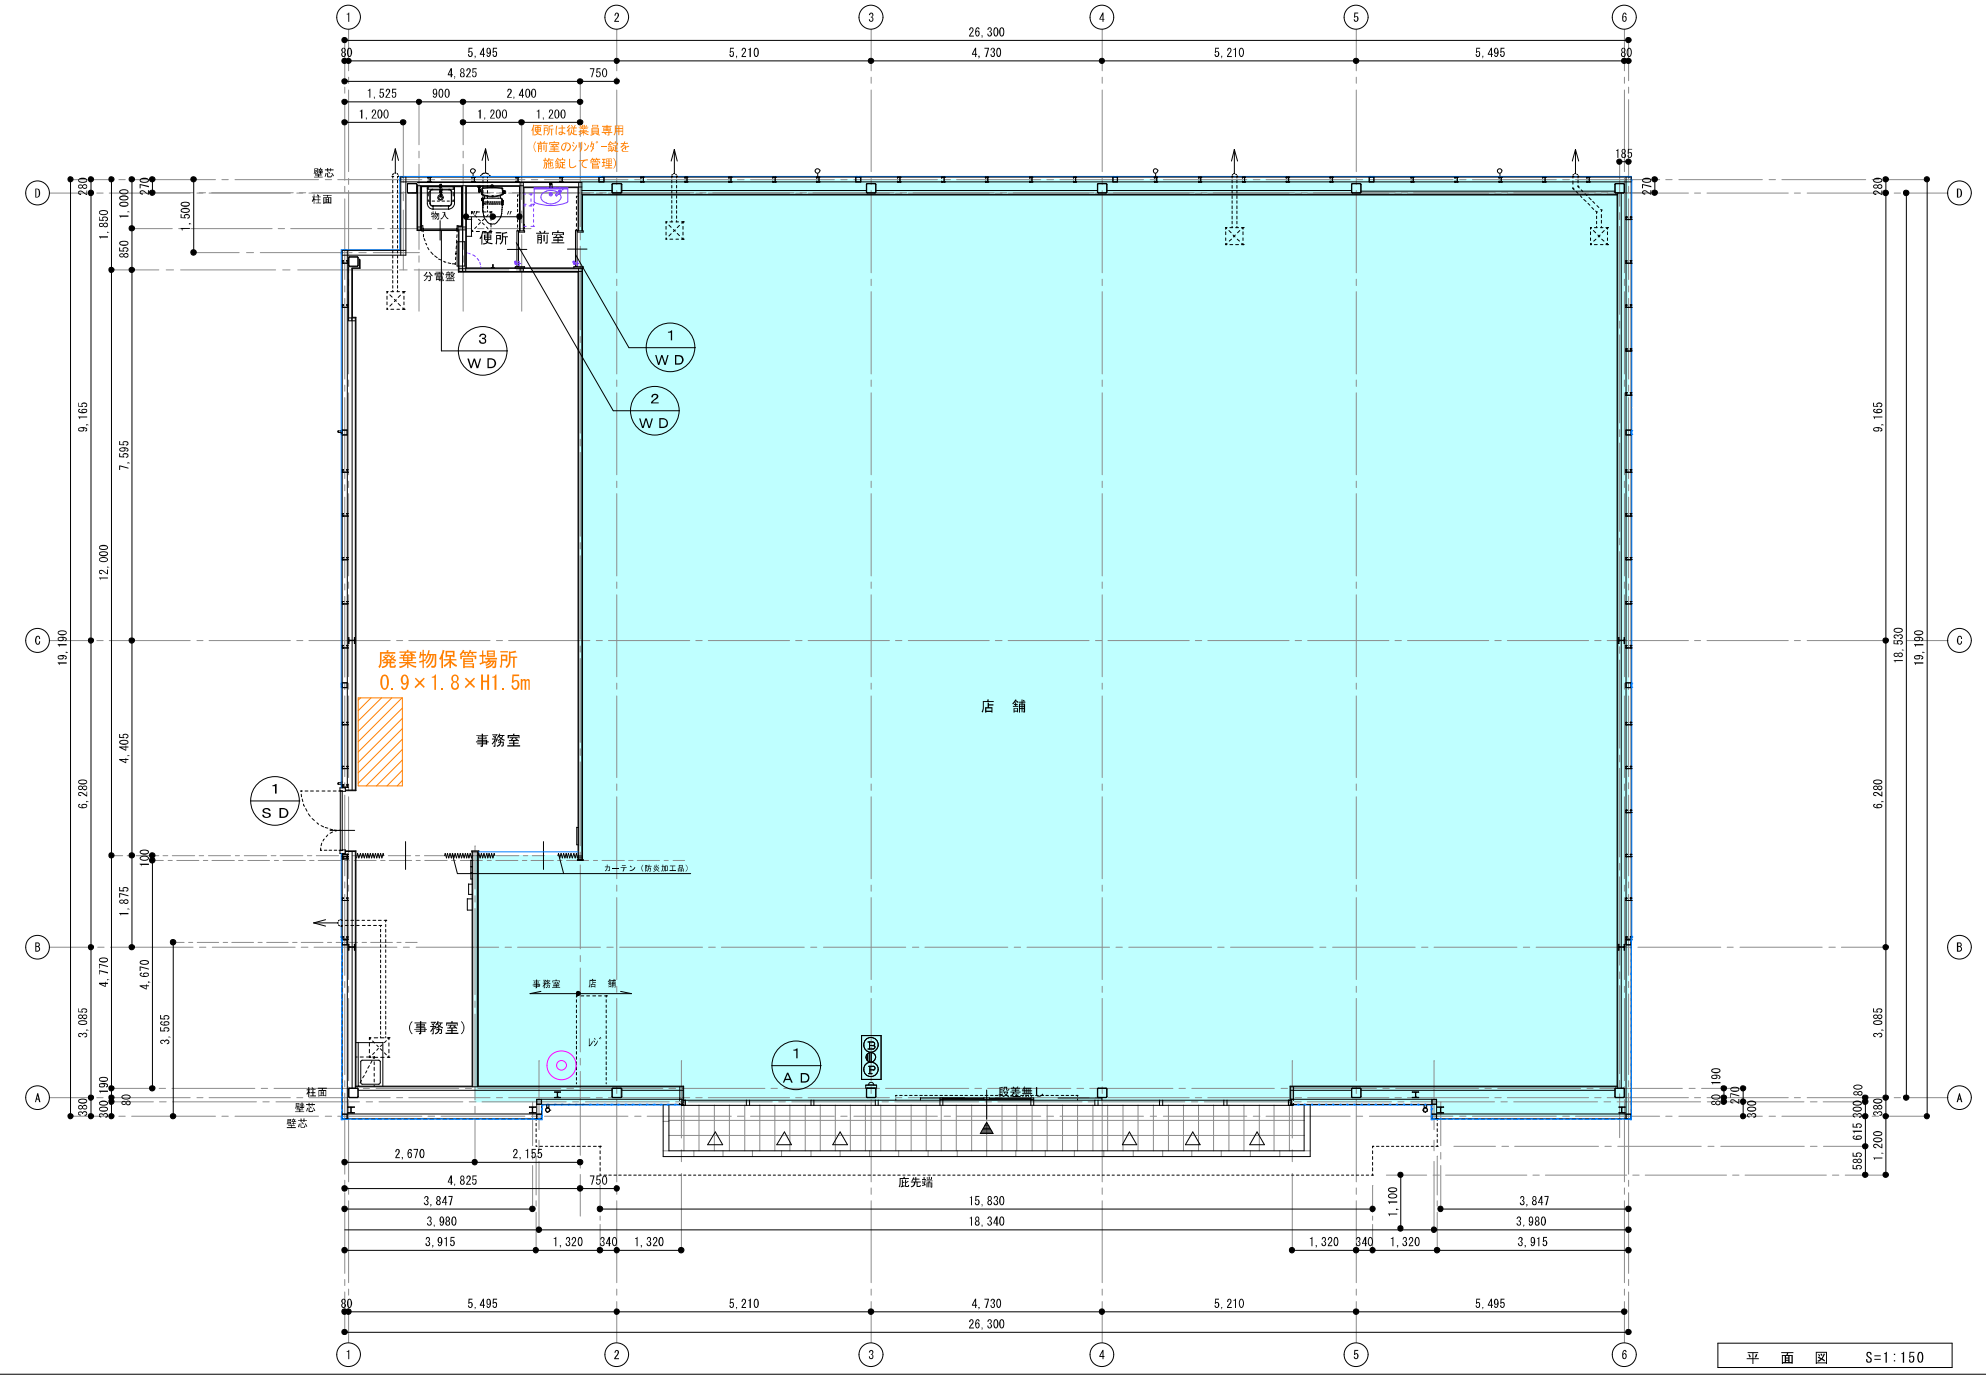 1 2 3 4 5 6
26,300
80 5,495 5,210 4,730 5,210 5,495 80
4,825 750
1,525 900 2,400
1,200 1,200 1,200
便所は従業員専用
(前室のｼﾘﾝﾀﾞｰ錠を
施錠して管理)
185
壁芯
柱面
D
D
280 1,850 1,000 270 1,500 850
270 280
物入
便所 前室
分電盤
3
WD
1
WD
2
WD
9,165 7,595 12,000
9,165
C
C
19,190
18,530 19,190
廃棄物保管場所
0.9×1.8×H1.5m
店 舗
事務室
1
SD
6,280 4,405
6,280
100
カーテン (防炎加工品)
1,875
B
B
4,770 4,670 3,085 3,565
3,085
事務室 店 舗
(事務室)
ﾚｼﾞ
1
AD
B
P
段差無し
柱面
壁芯
壁芯
A
A
380 300 190 80
190 80 270 300
300 80 380 615 1,200 585
2,670 2,155
4,825 750
庇先端
1,100
3,847 15,830 3,847
3,980 18,340 3,980
3,915 1,320 340 1,320 1,320 340 1,320 3,915
80 5,495 5,210 4,730 5,210 5,495
26,300
1 2 3 4 5 6
平 面 図 S=1:150